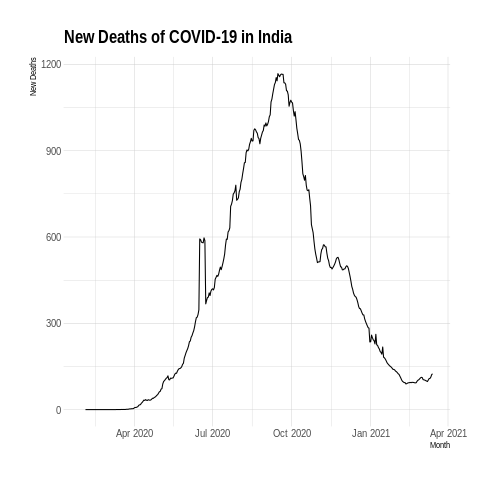 New Deaths of COVID-19 in India
New Deaths
1200
900
600
300
0
Apr 2020
Jul 2020
Oct 2020
Jan 2021
Apr 2021
Month